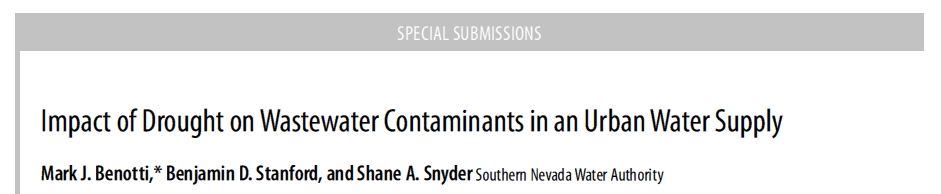 SPECIAL SUBMISSIONS
Impact of Drought on Wastewater Contaminants in an Urban Water Supply
Mark J. Benotti,* Benjamin D. Stanford, and Shane A. Snyder Southern Nevada Water Authority